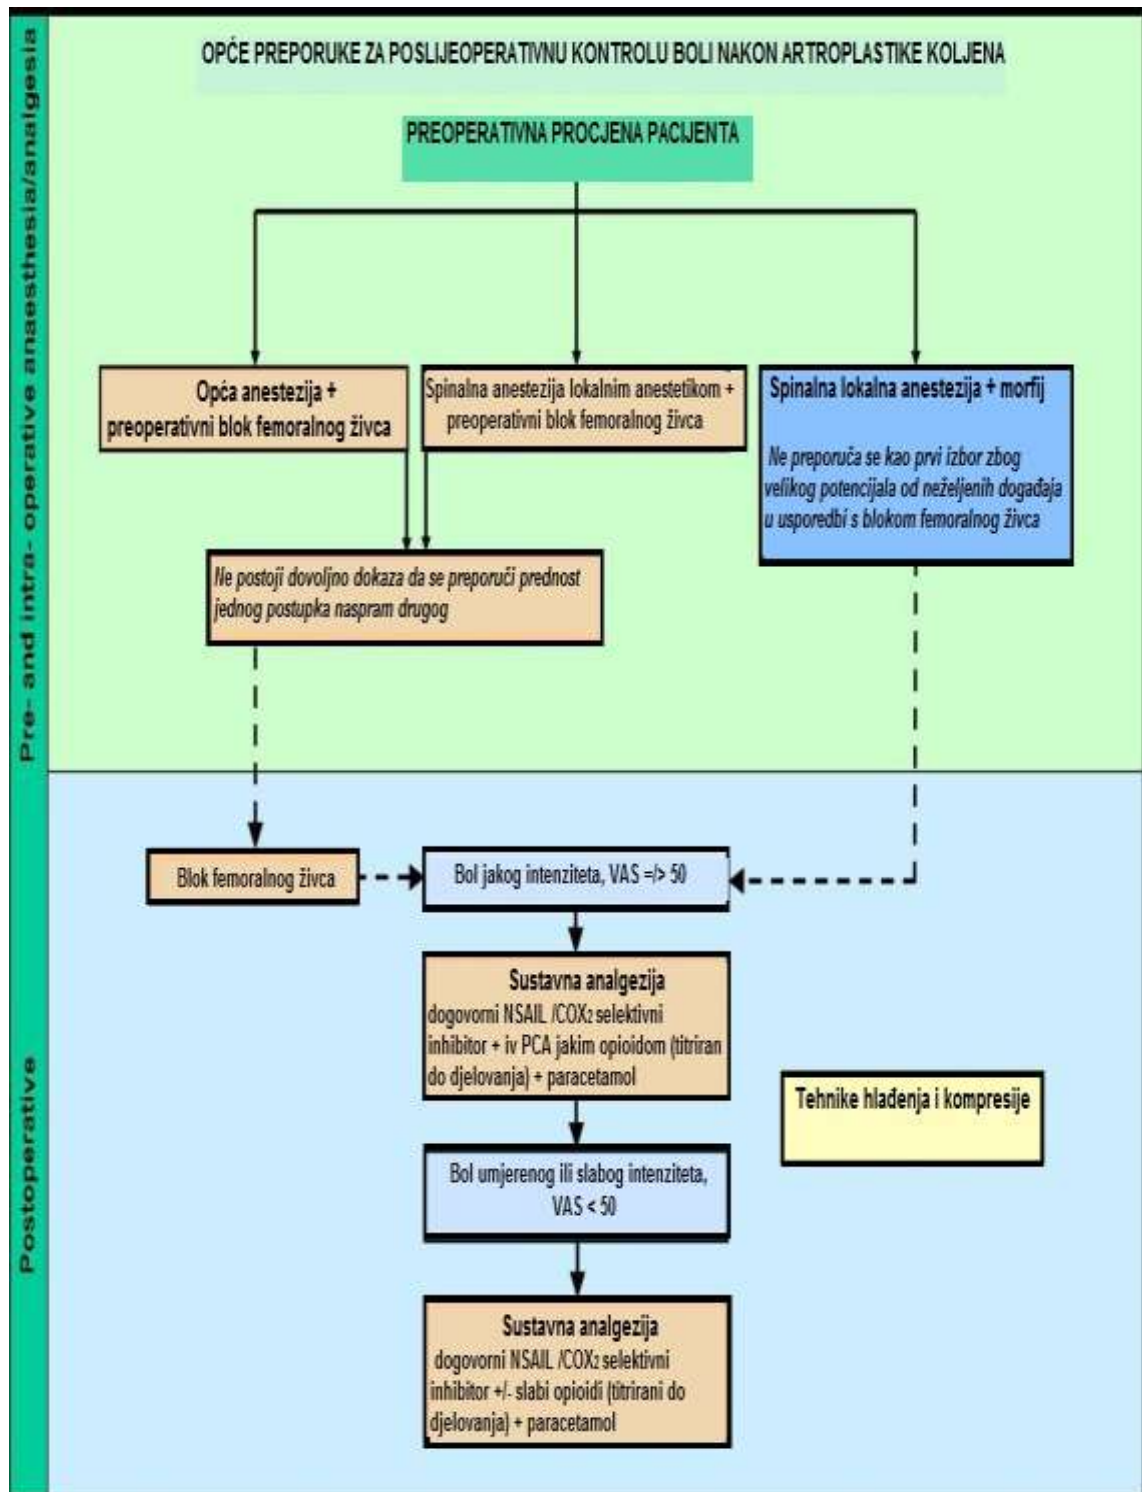 OPĆE PREPORUKE ZA POSLIJEOPERATIVNU KONTROLU BOLI NAKON ARTROPLASTIKE KOLJENA
PREOPERATIVNA PROCJENA PACIJENTA
Pre- and intra- operative anaesthesia/analgesia
Opća anestezija +
preoperativni blok femoralnog živca
Spinalna anestezija lokalnim anestetikom +
preoperativni blok femoralnog živca
Spinalna lokalna anestezija + morfij
Ne preporuča se kao prvi izbor zbog
velikog potencijala od neželjenih događaja
u usporedbi s blokom femoralnog živca
Ne postoji dovoljno dokaza da se preporuči prednost
jednog postupka naspram drugog
Postoperative
Blok femoralnog živca
Bol jakog intenziteta, VAS =/> 50
Sustavna analgezija
dogovorni NSAIL /COX2 selektivni
inhibitor + iv PCA jakim opioidom (titriran
do djelovanja) + paracetamol
Tehnike hlađenja i kompresije
Bol umjerenog ili slabog intenziteta,
VAS < 50
Sustavna analgezija
dogovorni NSAIL /COX2 selektivni
inhibitor +/- slabi opioidi (titrirani do
djelovanja) + paracetamol